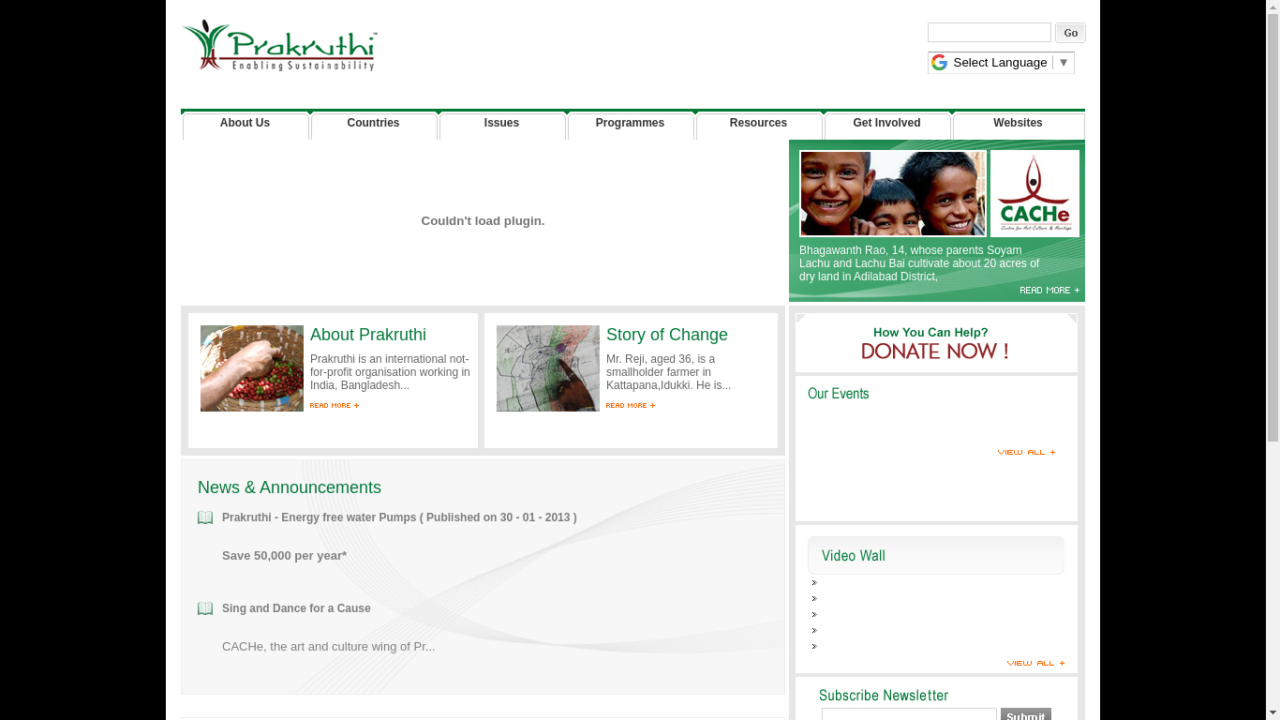 Prakruthi™
Enabling Sustainability
Go
Select Language ▼
About Us
Countries
Issues
Programmes
Resources
Get Involved
Websites
Couldn't load plugin.
CACHe
Centre for Art Culture & Heritage
Bhagawanth Rao, 14, whose parents Soyam
Lachu and Lachu Bai cultivate about 20 acres of
dry land in Adilabad District,
READ MORE +
About Prakruthi
Prakruthi is an international not-
for-profit organisation working in
India, Bangladesh...
READ MORE +
Story of Change
Mr. Reji, aged 36, is a
smallholder farmer in
Kattapana,Idukki. He is...
READ MORE +
How You Can Help?
DONATE NOW !
Our Events
VIEW ALL +
News & Announcements
Prakruthi - Energy free water Pumps ( Published on 30 - 01 - 2013 )
Save 50,000 per year*
Sing and Dance for a Cause
CACHe, the art and culture wing of Pr...
Video Wall
VIEW ALL +
Subscribe Newsletter
Submit